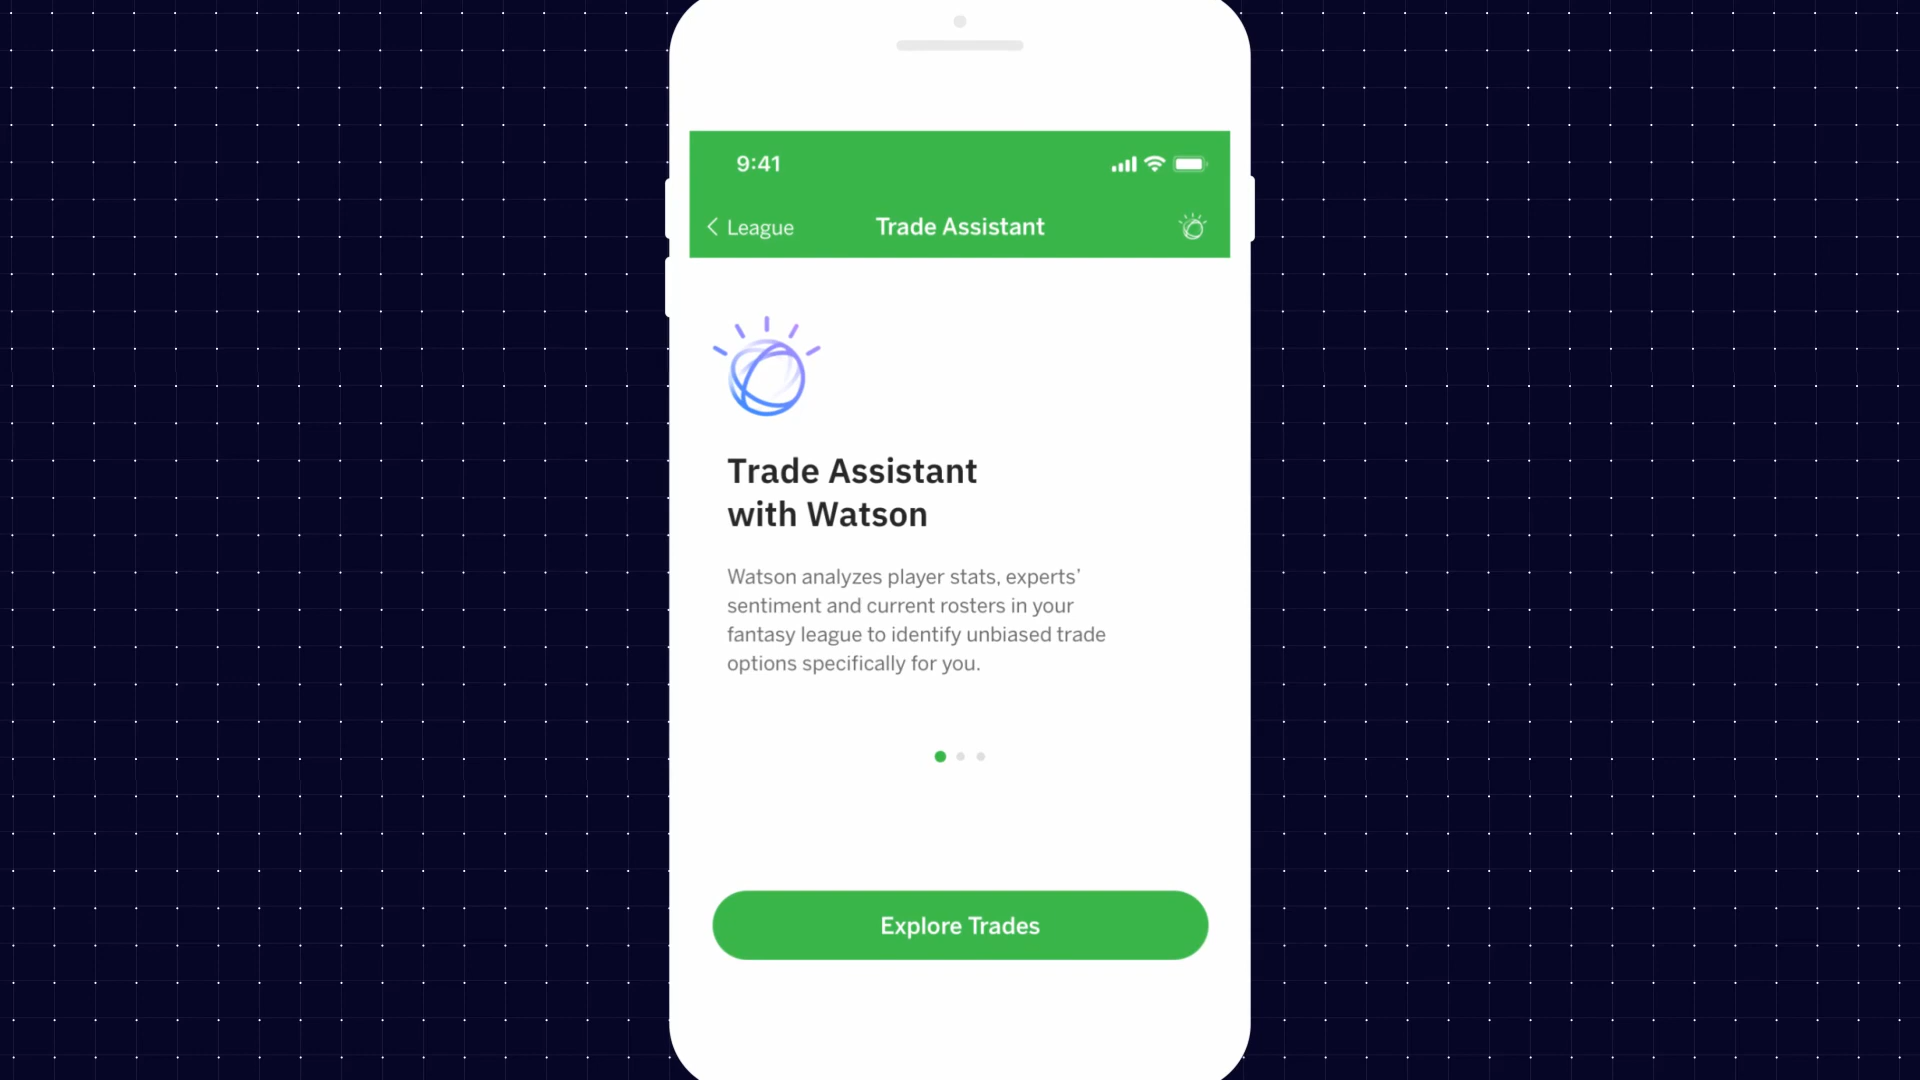 9:41
League
Trade Assistant
Trade Assistant
with Watson
Watson analyzes player stats, experts’
sentiment and current rosters in your
fantasy league to identify unbiased trade
options specifically for you.
Explore Trades